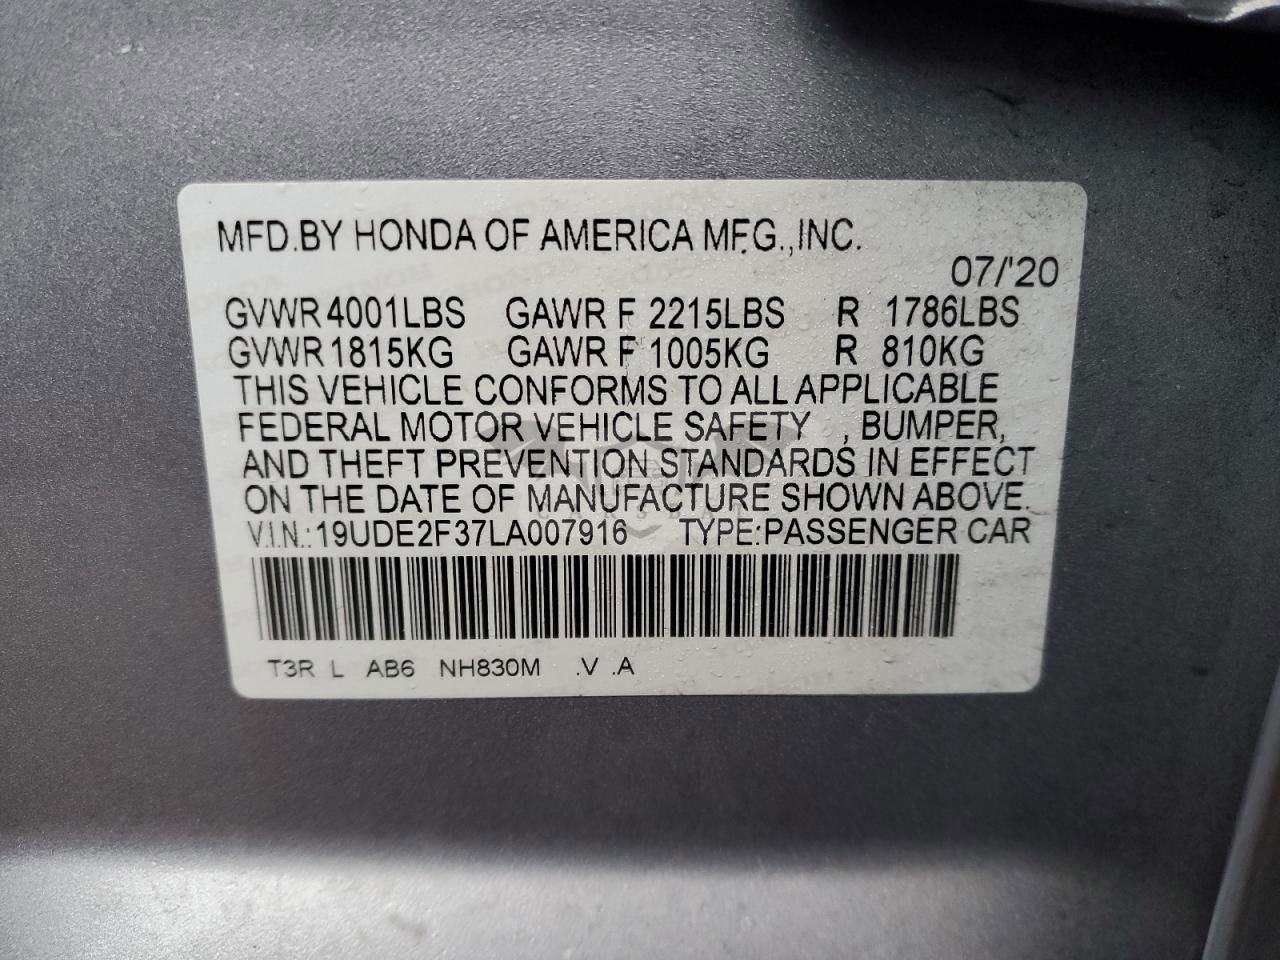 MFD.BY HONDA OF AMERICA MFG.,INC.
07/'20
GVWR 4001LBS GAWR F 2215LBS R 1786LBS
GVWR 1815KG GAWR F 1005KG R 810KG
THIS VEHICLE CONFORMS TO ALL APPLICABLE
FEDERAL MOTOR VEHICLE SAFETY , BUMPER,
AND THEFT PREVENTION STANDARDS IN EFFECT
ON THE DATE OF MANUFACTURE SHOWN ABOVE.
V.I.N.:19UDE2F37LA007916 TYPE:PASSENGER CAR
T3R L AB6 NH830M .V .A